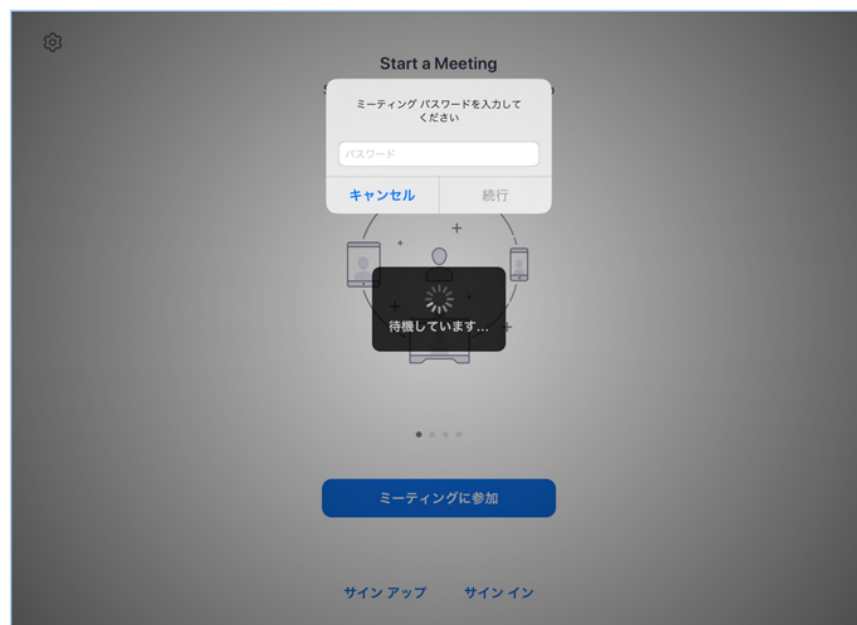 Start a Meeting
ミーティング パスワードを入力して
ください
パスワード
キャンセル
続行
待機しています...
ミーティングに参加
サイン アップ
サイン イン